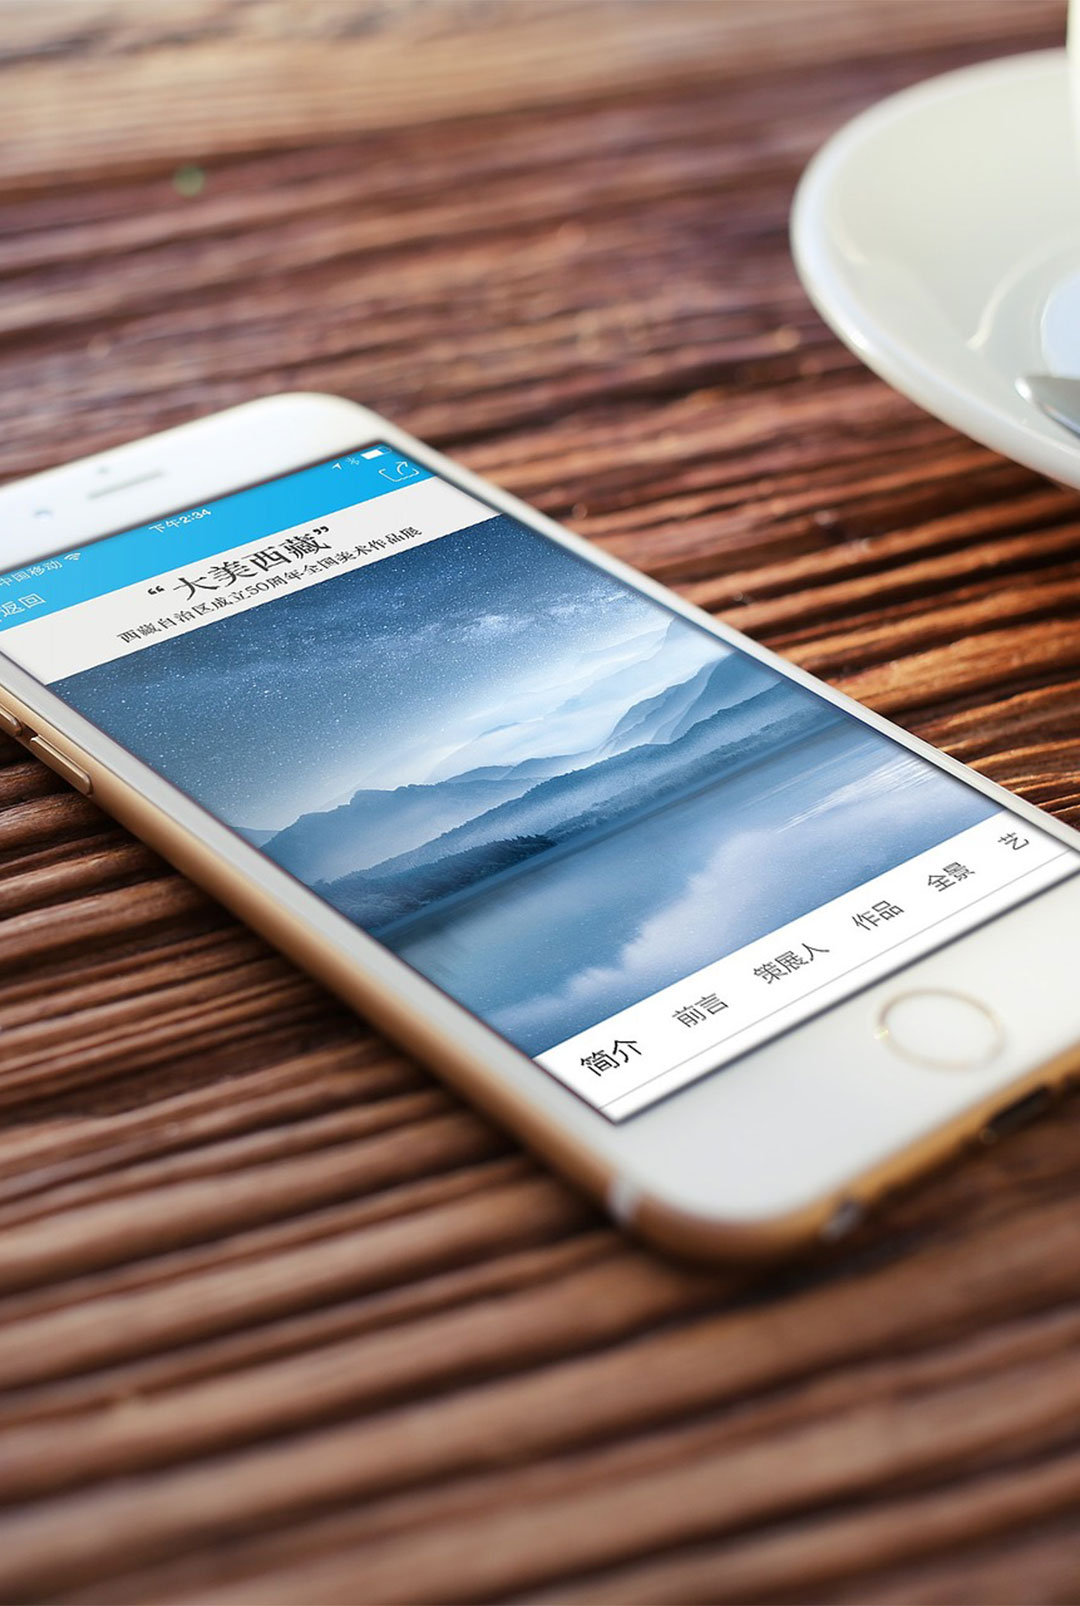 中国移动
下午2:34
返回
“大美西藏”
西藏自治区成立50周年全国美术作品展
简介 前言 策展人 作品 全景 艺